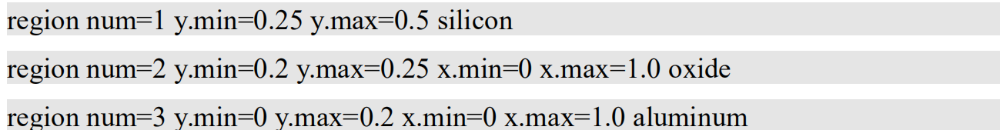 region num=1 y.min=0.25 y.max=0.5 silicon
region num=2 y.min=0.2 y.max=0.25 x.min=0 x.max=1.0 oxide
region num=3 y.min=0 y.max=0.2 x.min=0 x.max=1.0 aluminum